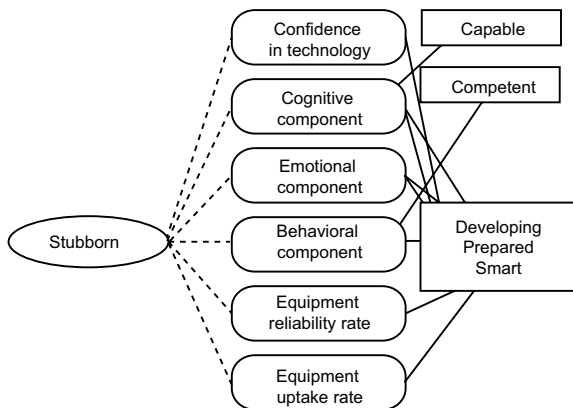 Confidence
in technology
Capable
Cognitive
component
Competent
Emotional
component
Stubborn
Behavioral
component
Developing
Prepared
Smart
Equipment
reliability rate
Equipment
uptake rate